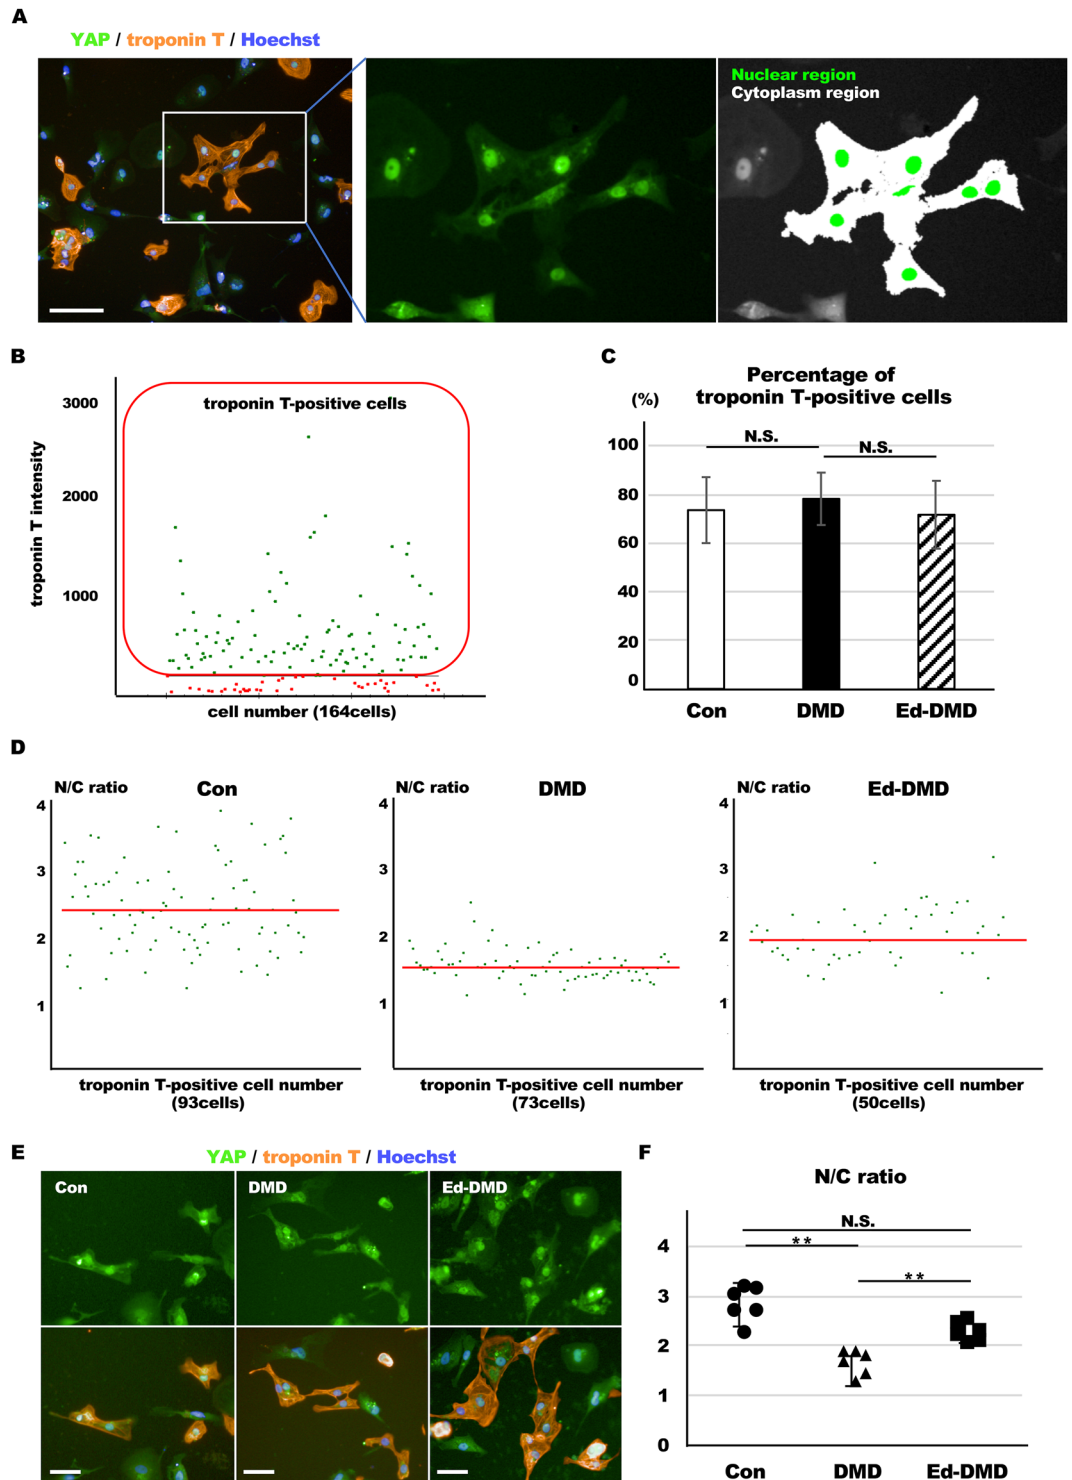 A
YAP / troponin T / Hoechst
Nuclear region
Cytoplasm region
B
troponin T-positive cells
3000
2000
1000
troponin T intensity
cell number (164cells)
C
Percentage of
troponin T-positive cells
(%)
N.S.
N.S.
100
80
60
40
20
0
Con
DMD
Ed-DMD
D
N/C ratio
Con
4
3
2
1
troponin T-positive cell number
(93cells)
N/C ratio
DMD
4
3
2
1
troponin T-positive cell number
(73cells)
N/C ratio
Ed-DMD
4
3
2
1
troponin T-positive cell number
(50cells)
E
YAP / troponin T / Hoechst
Con
DMD
Ed-DMD
F
N/C ratio
N.S.
**
**
4
3
2
1
0
Con
DMD
Ed-DMD